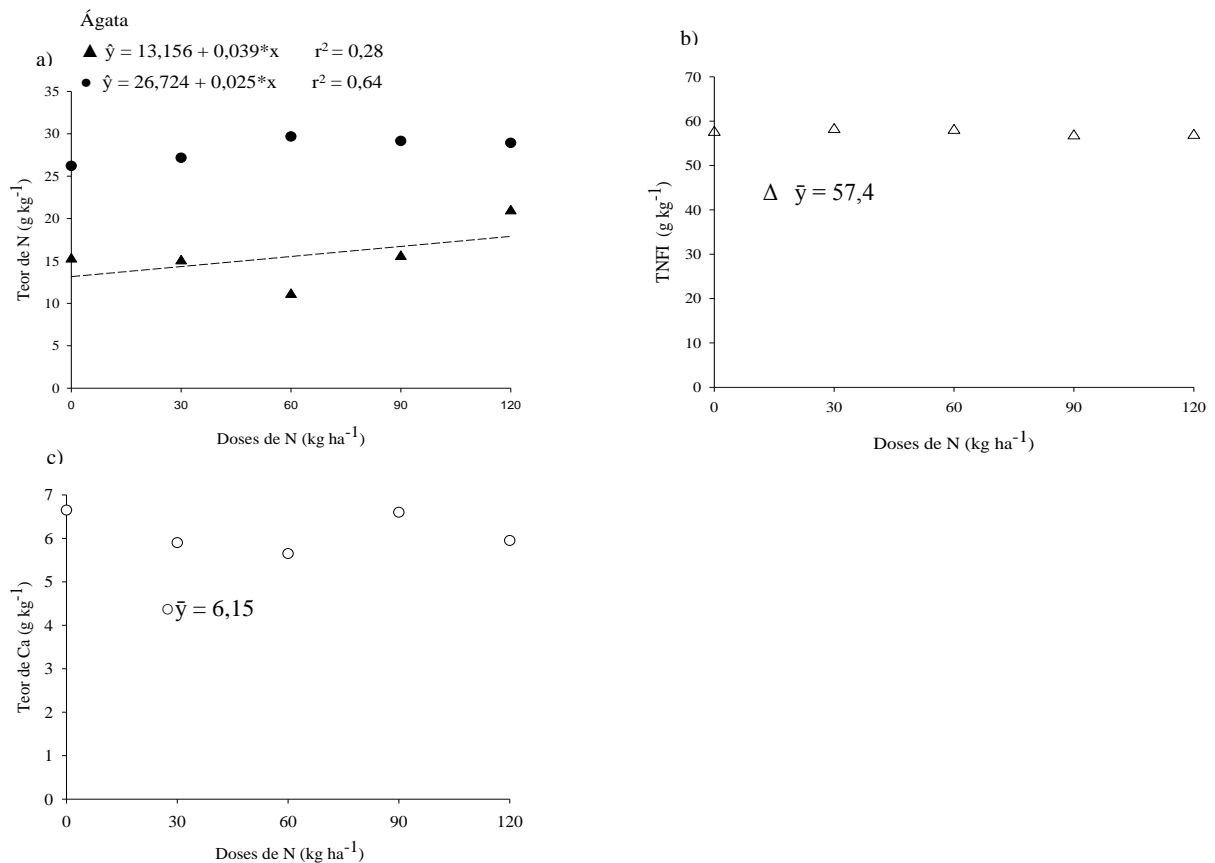 Ágata
▲ ŷ = 13,156 + 0,039*x r² = 0,28
● ŷ = 26,724 + 0,025*x r² = 0,64
a)
35
30
25
20
15
10
5
0
Teor de N (g kg⁻¹)
0 30 60 90 120
Doses de N (kg ha⁻¹)
b)
70
60
50
40
30
20
10
0
TNFI (g kg⁻¹)
Δ ȳ = 57,4
0 30 60 90 120
Doses de N (kg ha⁻¹)
c)
7
6
5
4
3
2
1
0
Teor de Ca (g kg⁻¹)
○ ȳ = 6,15
0 30 60 90 120
Doses de N (kg ha⁻¹)